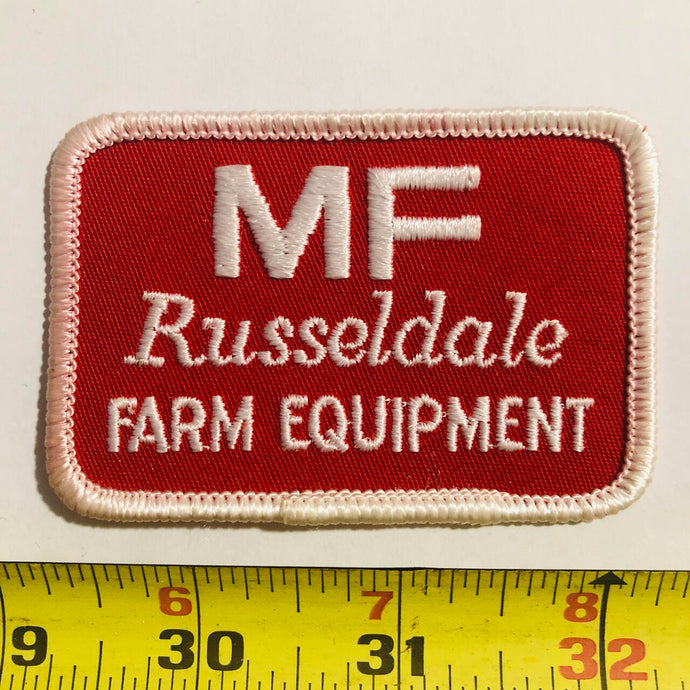 MF
Russeldale
FARM EQUIPMENT
6 7 8
9 30 31 32